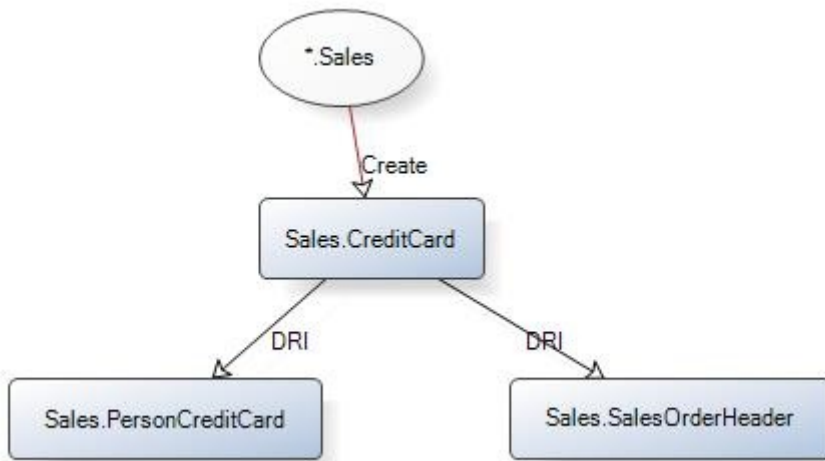 *.Sales
Create
Sales.CreditCard
DRI
DRI
Sales.PersonCreditCard
Sales.SalesOrderHeader